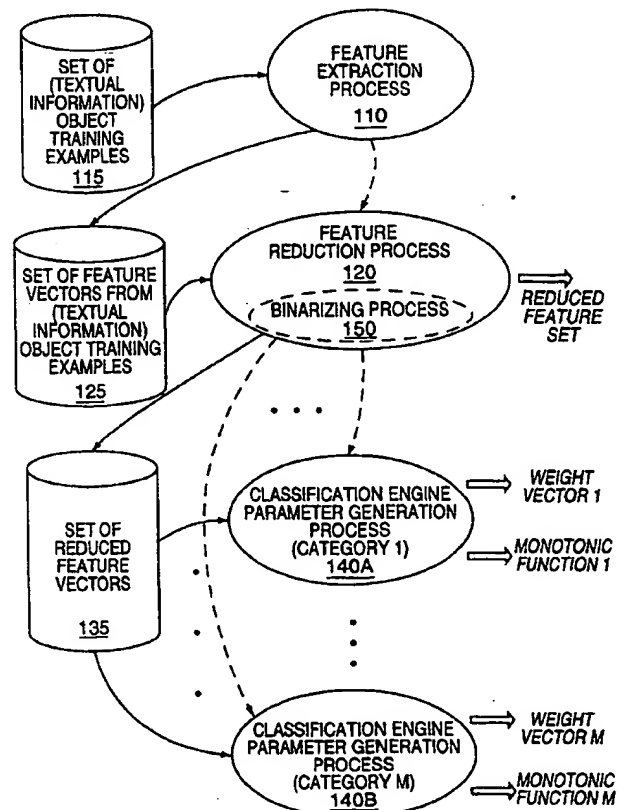 SET OF
(TEXTUAL
INFORMATION)
OBJECT
TRAINING
EXAMPLES
115
FEATURE
EXTRACTION
PROCESS
110
SET OF FEATURE
VECTORS FROM
(TEXTUAL
INFORMATION)
OBJECT TRAINING
EXAMPLES
125
FEATURE
REDUCTION PROCESS
120
BINARIZING PROCESS
150
REDUCED
FEATURE
SET
SET OF
REDUCED
FEATURE
VECTORS
135
CLASSIFICATION ENGINE
PARAMETER GENERATION
PROCESS
(CATEGORY 1)
140A
WEIGHT
VECTOR 1
MONOTONIC
FUNCTION 1
CLASSIFICATION ENGINE
PARAMETER GENERATION
PROCESS
(CATEGORY M)
140B
WEIGHT
VECTOR M
MONOTONIC
FUNCTION M